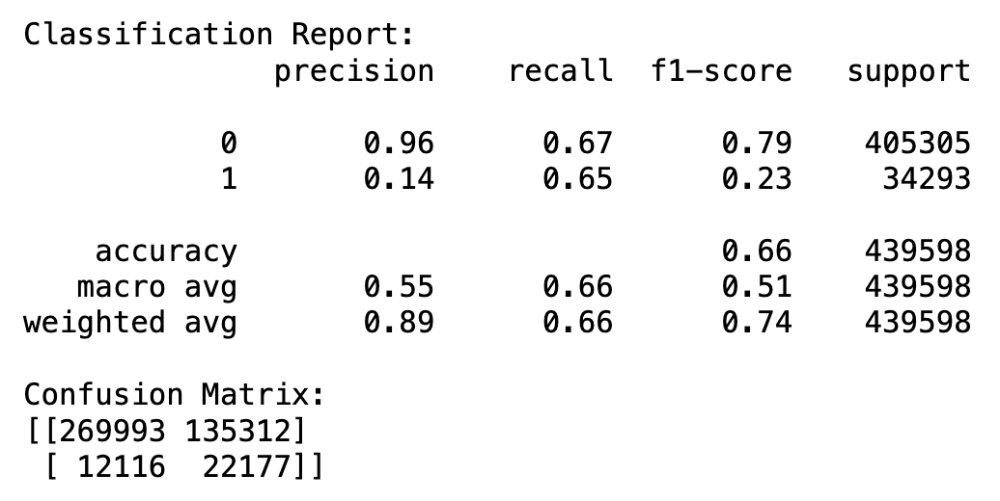 Classification Report:
precision recall f1-score support
0 0.96 0.67 0.79 405305
1 0.14 0.65 0.23 34293
accuracy 0.66 439598
macro avg 0.55 0.66 0.51 439598
weighted avg 0.89 0.66 0.74 439598
Confusion Matrix:
[[269993 135312]
[ 12116 22177]]